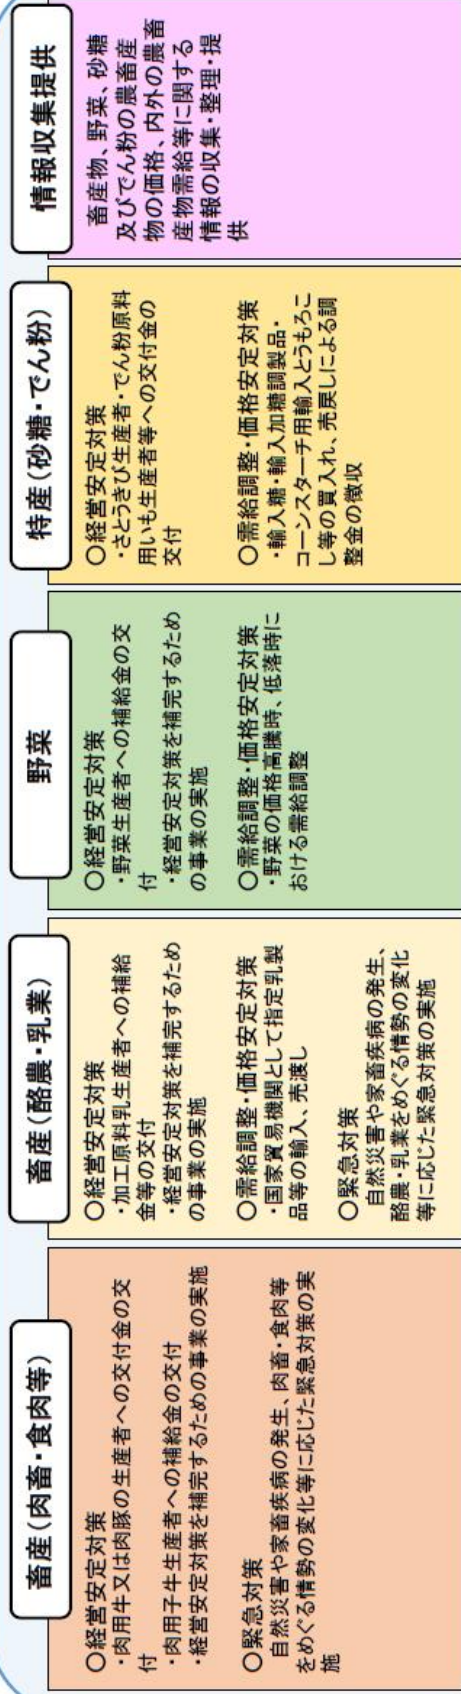 畜産(肉畜・食肉等)
〇経営安定対策
・肉用牛又は肉豚の生産者への交付金の交
付
・肉用子牛生産者への補給金の交付
・経営安定対策を補完するための事業の実施
〇緊急対策
自然災害や家畜疾病の発生、肉畜・食肉等
をめぐる情勢の変化等に応じた緊急対策の実
施
畜産(酪農・乳業)
〇経営安定対策
・加工原料乳生産者への補給
金等の交付
・経営安定対策を補完するため
の事業の実施
〇需給調整・価格安定対策
・国家貿易機関として指定乳製
品等の輸入、売渡し
〇緊急対策
自然災害や家畜疾病の発生、
酪農・乳業をめぐる情勢の変化
等に応じた緊急対策の実施
野菜
〇経営安定対策
・野菜生産者への補給金の交
付
・経営安定対策を補完するため
の事業の実施
〇需給調整・価格安定対策
・野菜の価格高騰時、低落時に
おける需給調整
特産(砂糖・でん粉)
〇経営安定対策
・さとうきび生産者・でん粉原料
用いも生産者等への交付金の
交付
〇需給調整・価格安定対策
・輸入糖・輸入加糖調製品・
コーンスターチ用輸入とうもろこ
し等の買入れ、売戻しによる調
整金の徴収
情報収集提供
畜産物、野菜、砂糖
及びでん粉の農畜産
物の価格、内外の農畜
産物需給等に関する
情報の収集・整理・提
供